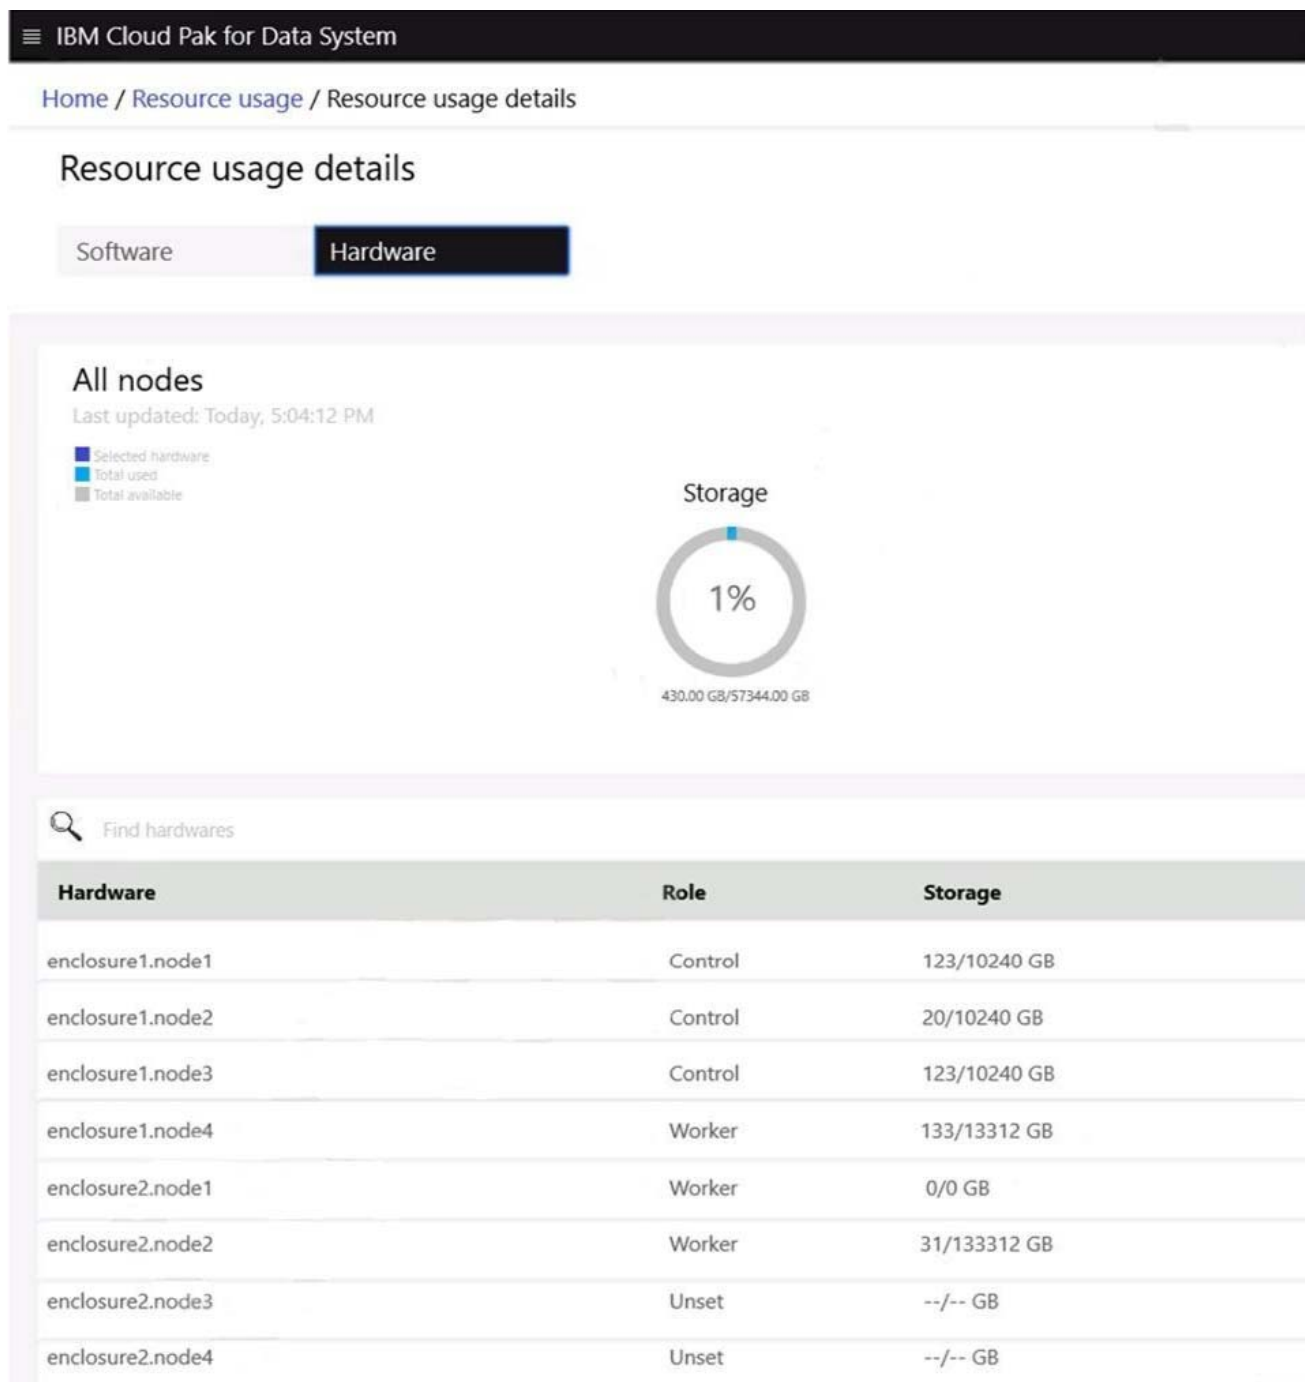 IBM Cloud Pak for Data System
Home / Resource usage / Resource usage details
Resource usage details
Software Hardware
All nodes
Last updated: Today, 5:04:12 PM
Selected hardware
Total used
Total available
Storage
1%
430.00 GB/57344.00 GB
Find hardwares
Hardware Role Storage
enclosure1.node1 Control 123/10240 GB
enclosure1.node2 Control 20/10240 GB
enclosure1.node3 Control 123/10240 GB
enclosure1.node4 Worker 133/13312 GB
enclosure2.node1 Worker 0/0 GB
enclosure2.node2 Worker 31/133312 GB
enclosure2.node3 Unset --/-- GB
enclosure2.node4 Unset --/-- GB